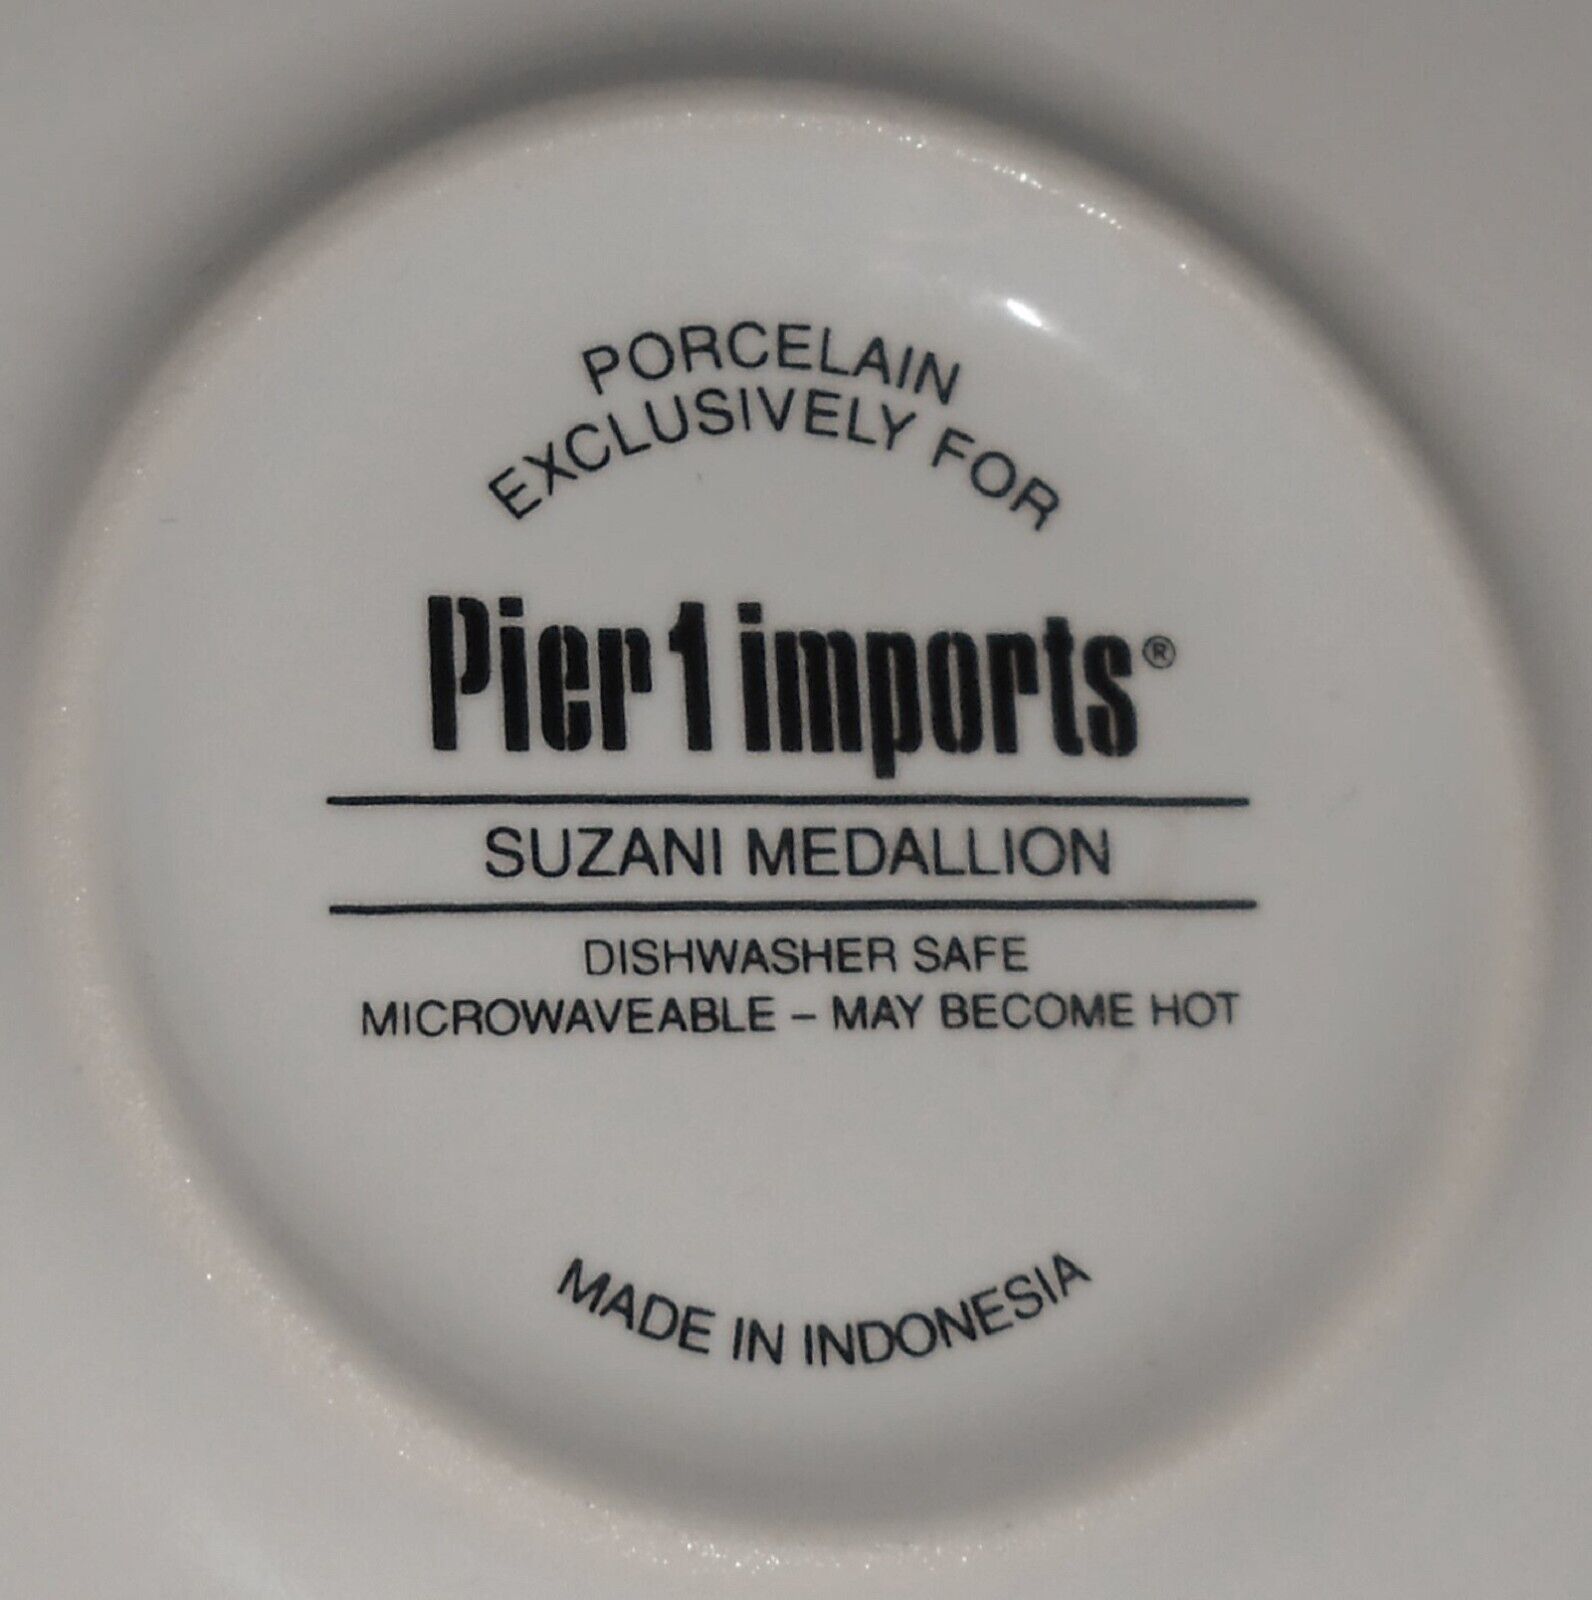 PORCELAIN
EXCLUSIVELY FOR
Pier 1 imports®
SUZANI MEDALLION
DISHWASHER SAFE
MICROWAVEABLE – MAY BECOME HOT
MADE IN INDONESIA